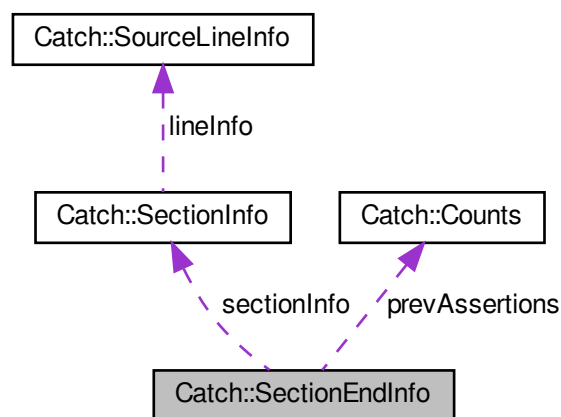 Catch::SourceLineInfo
lineInfo
Catch::SectionInfo
Catch::Counts
sectionInfo
prevAssertions
Catch::SectionEndInfo